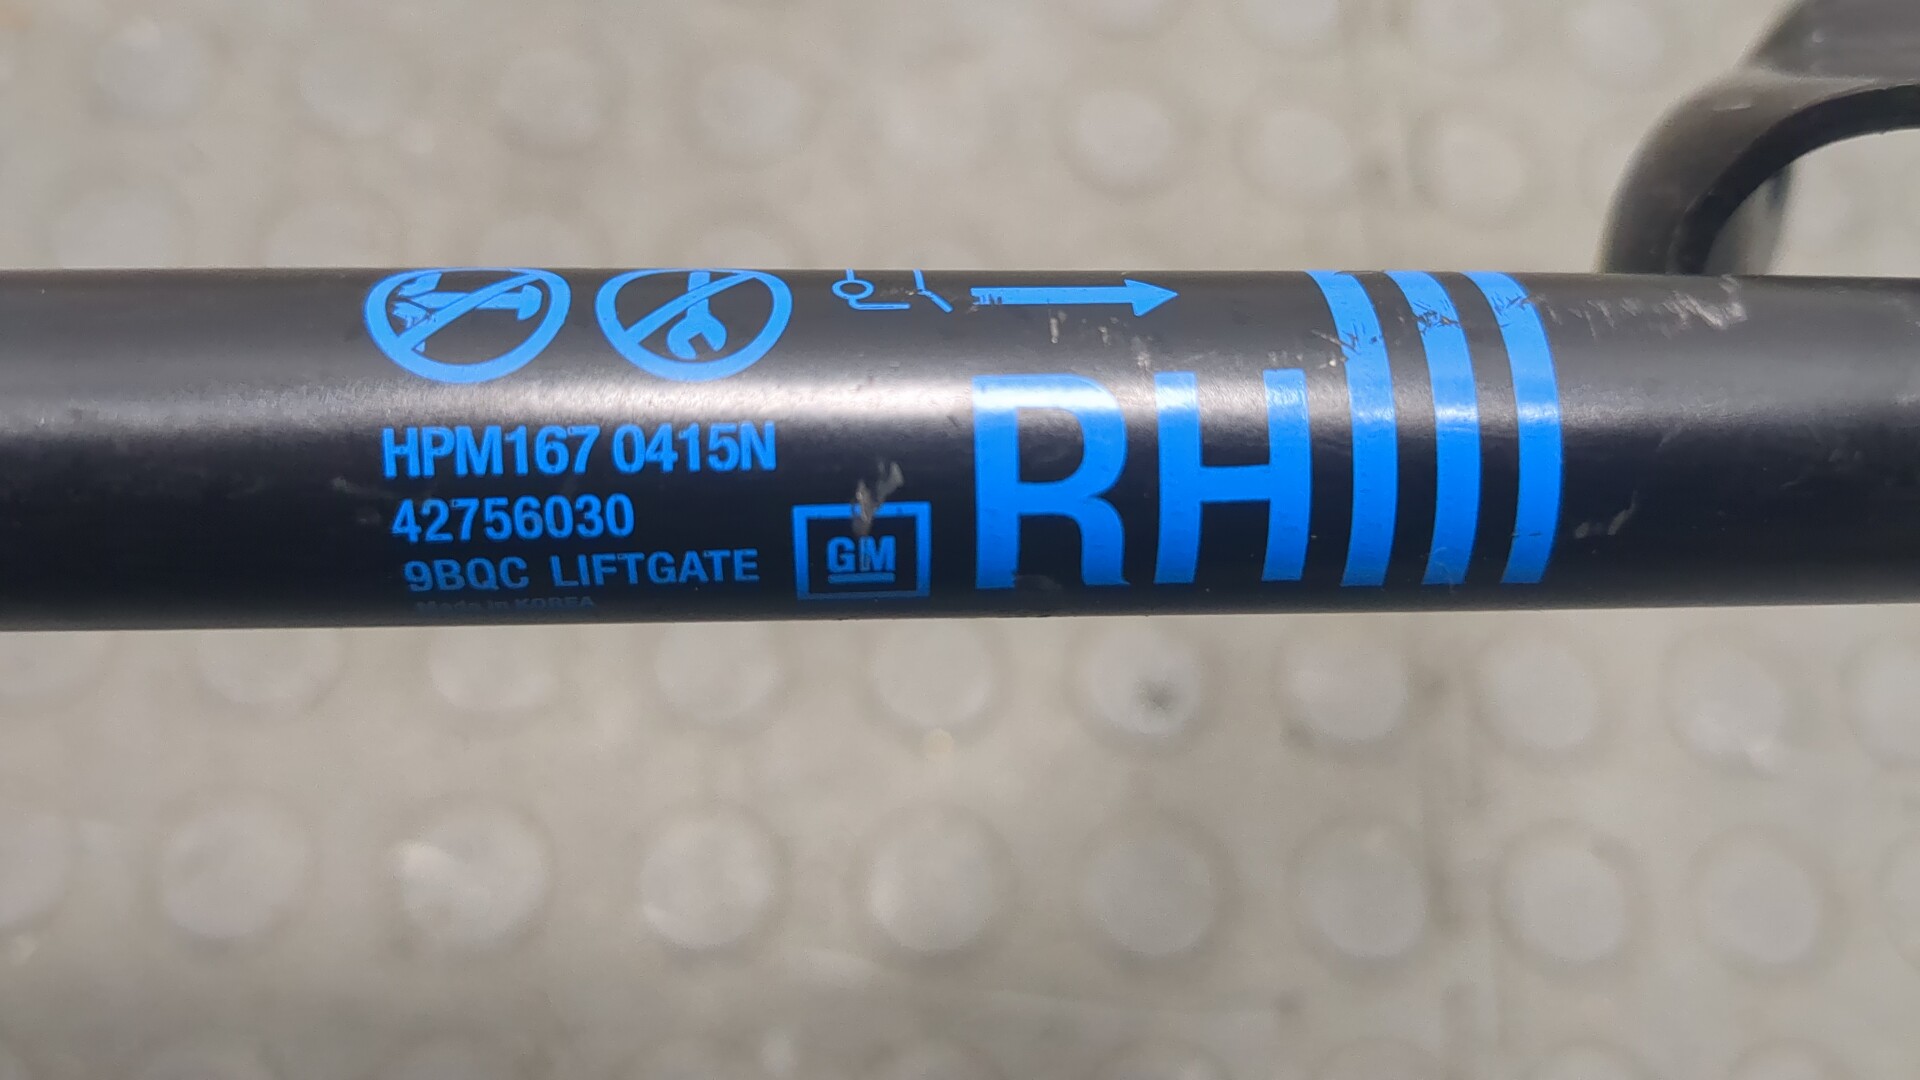 HPM167 0415N
42756030
9BQC LIFTGATE
Made in KOREA
GM
RH